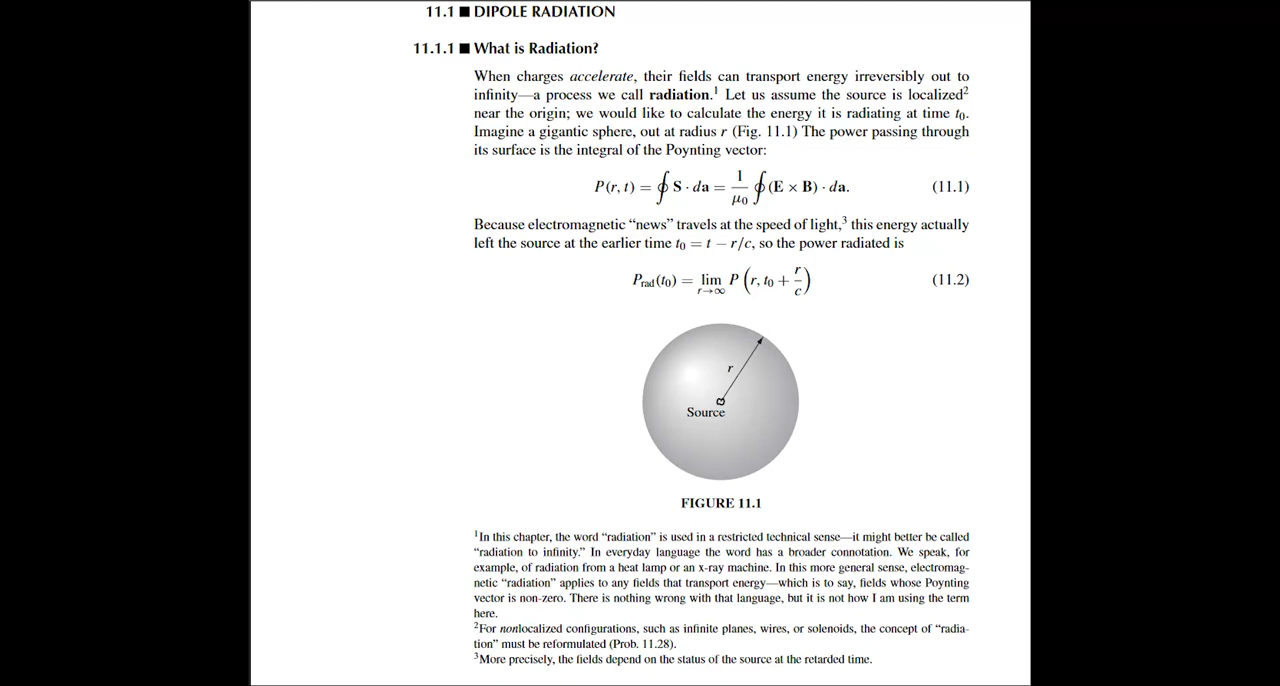 11.1 ■ DIPOLE RADIATION
11.1.1 ■ What is Radiation?
When charges accelerate, their fields can transport energy irreversibly out to
infinity—a process we call radiation.¹ Let us assume the source is localized²
near the origin; we would like to calculate the energy it is radiating at time t₀.
Imagine a gigantic sphere, out at radius r (Fig. 11.1) The power passing through
its surface is the integral of the Poynting vector:
P(r, t) = ∮ S · da = 1/μ₀ ∮ (E × B) · da. (11.1)
Because electromagnetic “news” travels at the speed of light,³ this energy actually
left the source at the earlier time t₀ = t − r/c, so the power radiated is
P_rad(t₀) = lim_{r→∞} P (r, t₀ + r/c) (11.2)
r
Source
FIGURE 11.1
¹In this chapter, the word “radiation” is used in a restricted technical sense—it might better be called
“radiation to infinity.” In everyday language the word has a broader connotation. We speak, for
example, of radiation from a heat lamp or an x-ray machine. In this more general sense, electromag-
netic “radiation” applies to any fields that transport energy—which is to say, fields whose Poynting
vector is non-zero. There is nothing wrong with that language, but it is not how I am using the term
here.
²For nonlocalized configurations, such as infinite planes, wires, or solenoids, the concept of “radia-
tion” must be reformulated (Prob. 11.28).
³More precisely, the fields depend on the status of the source at the retarded time.